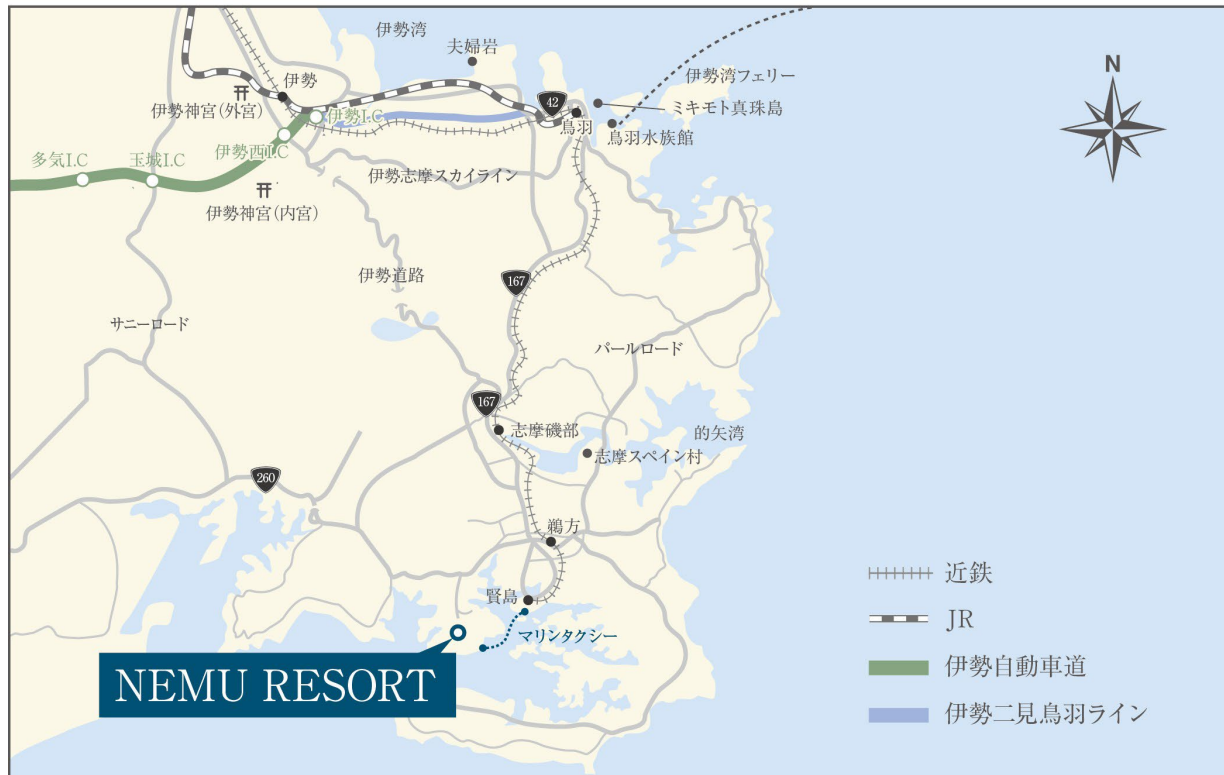 伊勢湾
夫婦岩
N
伊勢
伊勢湾フェリー
伊勢神宮(外宮)
42
ミキモト真珠島
伊勢I.C
鳥羽
鳥羽水族館
多気I.C
玉城I.C
伊勢西I.C
伊勢志摩スカイライン
伊勢神宮(内宮)
伊勢道路
167
サニーロード
パールロード
167
志摩磯部
的矢湾
志摩スペイン村
260
鵜方
近鉄
賢島
JR
マリンタクシー
NEMU RESORT
伊勢自動車道
伊勢二見鳥羽ライン